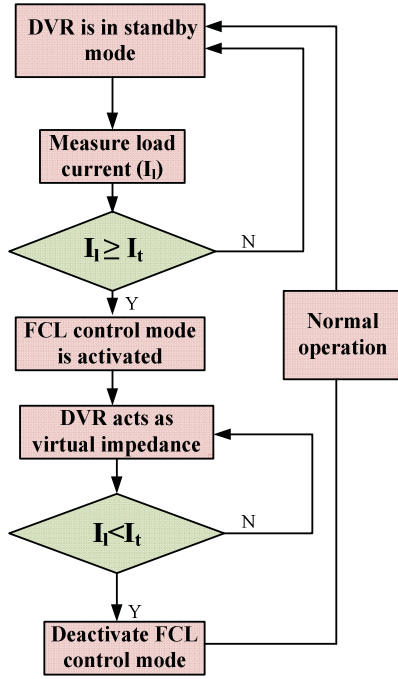 DVR is in standby
mode
Measure load
current (Iₗ)
Iₗ ≥ Iₜ
N
Y
FCL control mode
is activated
Normal
operation
DVR acts as
virtual impedance
Iₗ<Iₜ
N
Y
Deactivate FCL
control mode